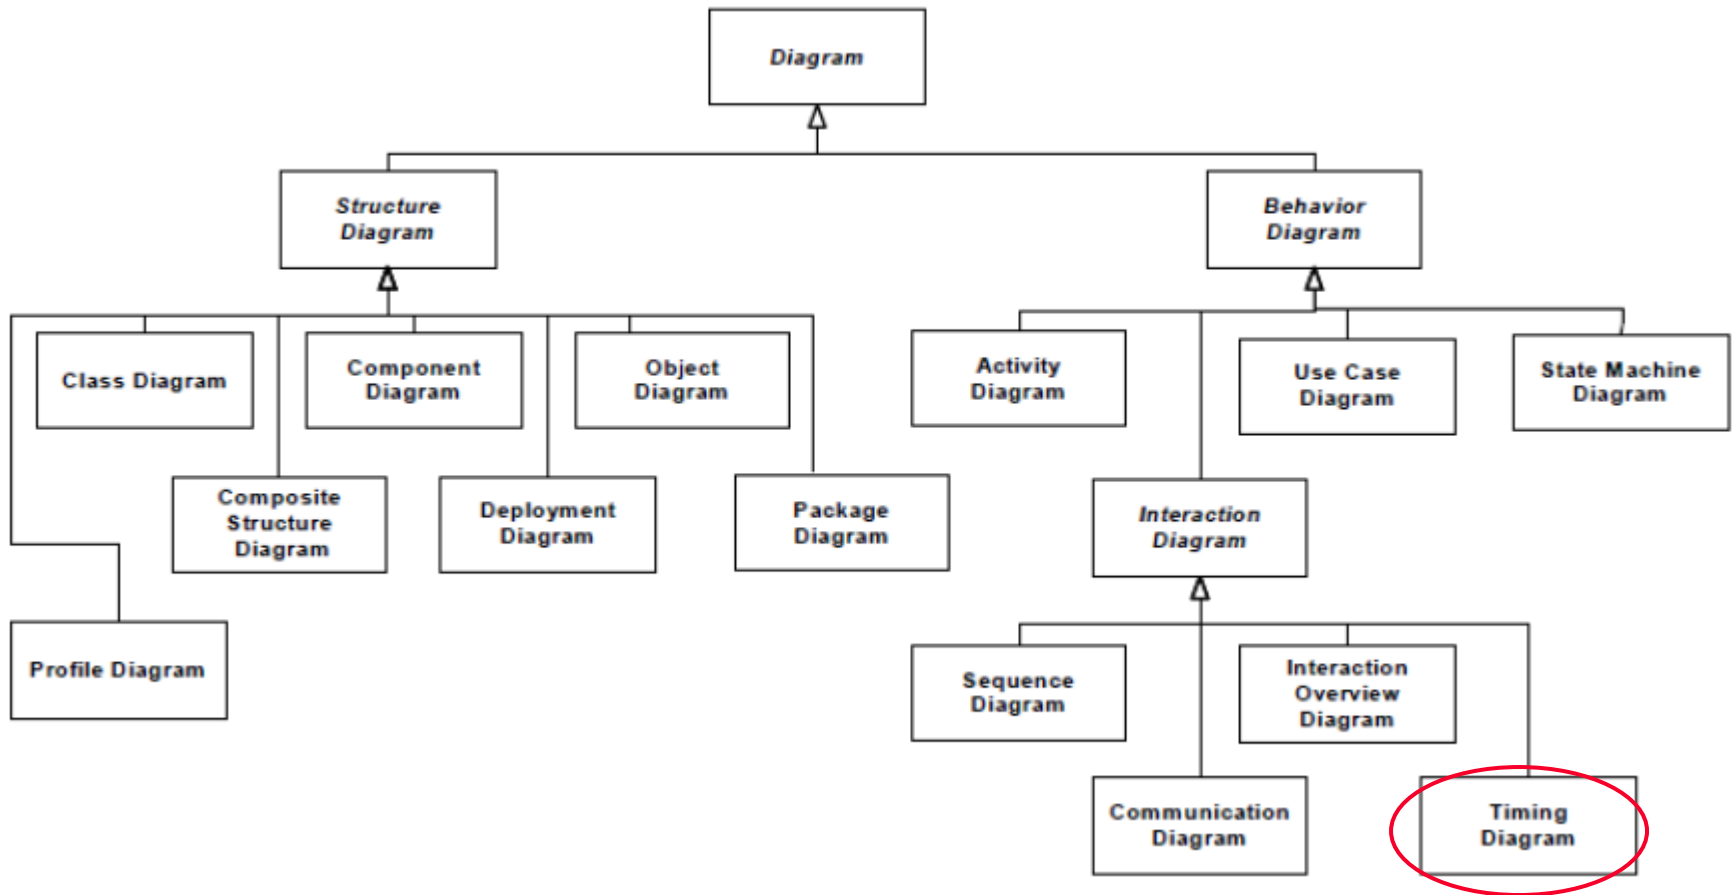 Diagram
Structure
Diagram
Behavior
Diagram
Class Diagram
Component
Diagram
Object
Diagram
Activity
Diagram
Use Case
Diagram
State Machine
Diagram
Composite
Structure
Diagram
Deployment
Diagram
Package
Diagram
Interaction
Diagram
Profile Diagram
Sequence
Diagram
Interaction
Overview
Diagram
Communication
Diagram
Timing
Diagram